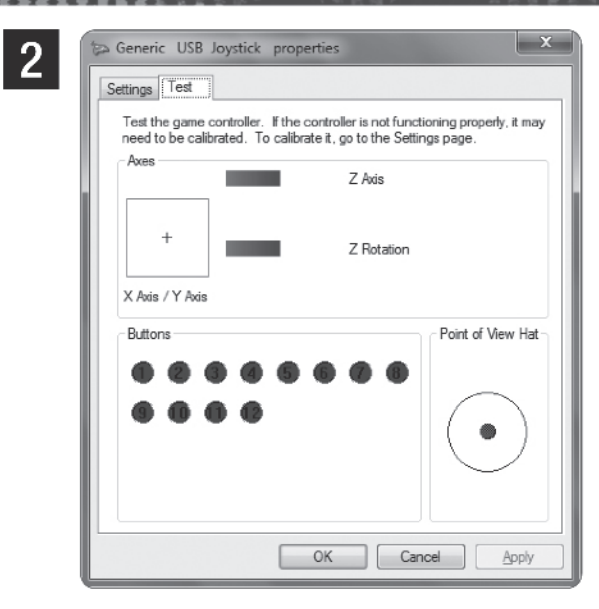 2
Generic USB Joystick properties
X
Settings Test
Test the game controller. If the controller is not functioning properly, it may
need to be calibrated. To calibrate it, go to the Settings page.
Axes
Z Axis
Z Rotation
X Axis / Y Axis
Buttons
Point of View Hat
1 2 3 4 5 6 7 8
9 10 11 12
OK Cancel Apply